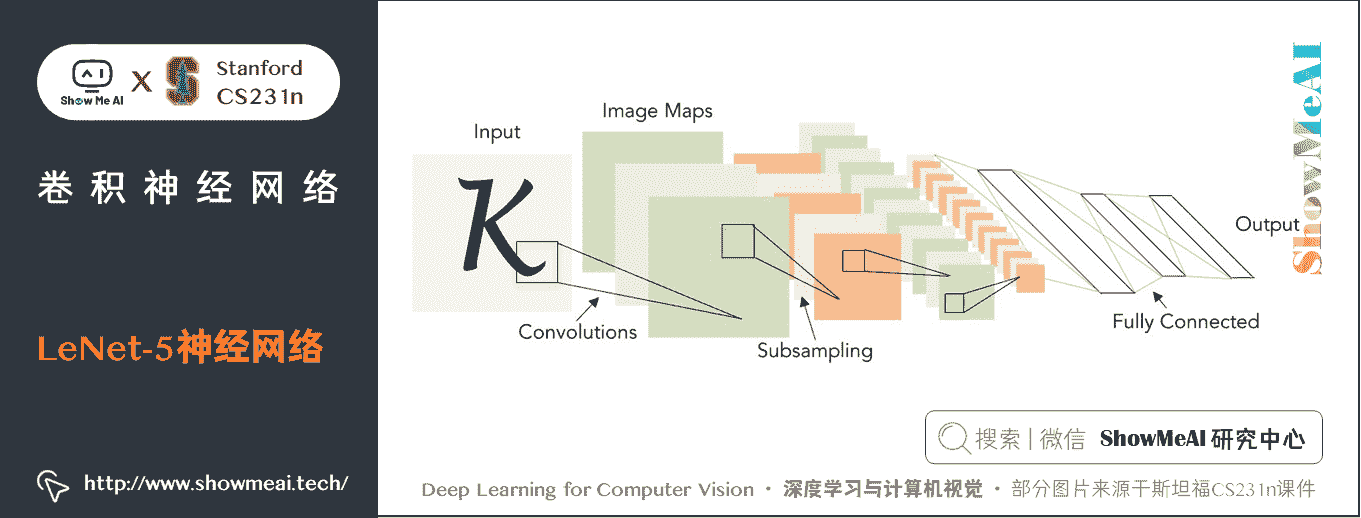 Show Me AI
X
Stanford
CS231n
卷积神经网络
LeNet-5神经网络
http://www.showmeai.tech/
Input
Image Maps
K
Convolutions
Subsampling
Fully Connected
Output
ShowMeAI
搜索 | 微信 ShowMeAI 研究中心
Deep Learning for Computer Vision · 深度学习与计算机视觉 · 部分图片来源于斯坦福CS231n课件